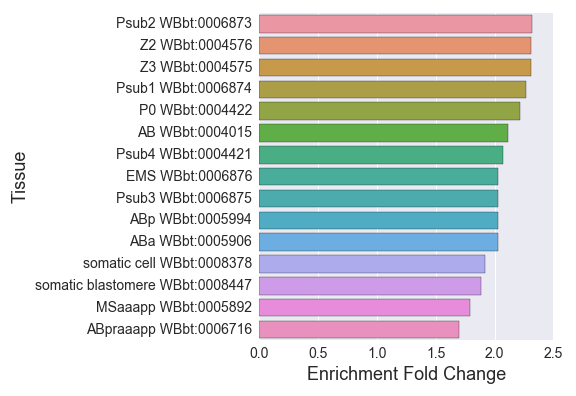 Psub2 WBbt:0006873
Z2 WBbt:0004576
Z3 WBbt:0004575
Psub1 WBbt:0006874
P0 WBbt:0004422
AB WBbt:0004015
Psub4 WBbt:0004421
EMS WBbt:0006876
Psub3 WBbt:0006875
ABp WBbt:0005994
ABa WBbt:0005906
somatic cell WBbt:0008378
somatic blastomere WBbt:0008447
MSaaapp WBbt:0005892
ABpraaapp WBbt:0006716
Tissue
0.0 0.5 1.0 1.5 2.0 2.5
Enrichment Fold Change